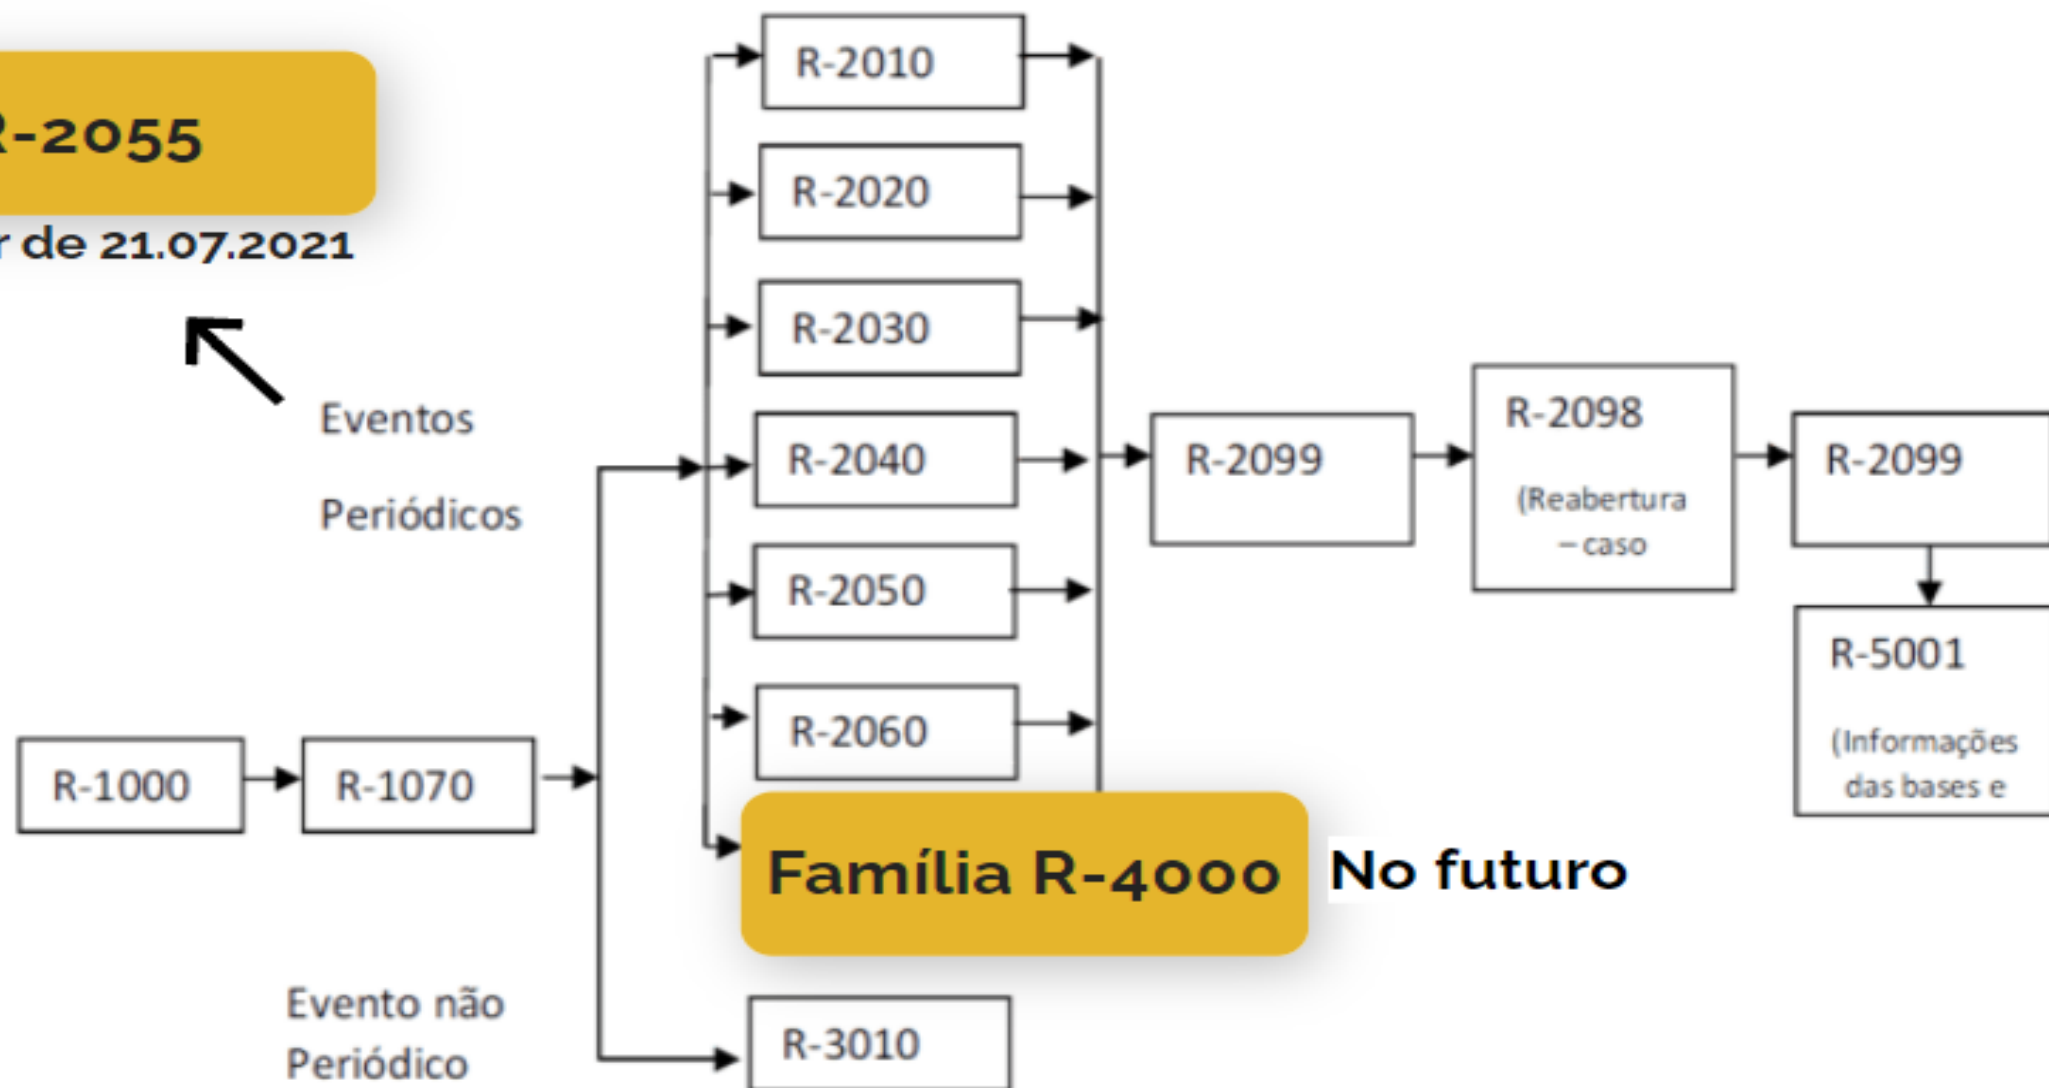 R-2055
de 21.07.2021
Eventos
Periódicos
R-1000
R-1070
R-2010
R-2020
R-2030
R-2040
R-2050
R-2060
Família R-4000
No futuro
R-2099
R-2098
(Reabertura
– caso
R-2099
R-5001
(Informações
das bases e
Evento não
Periódico
R-3010